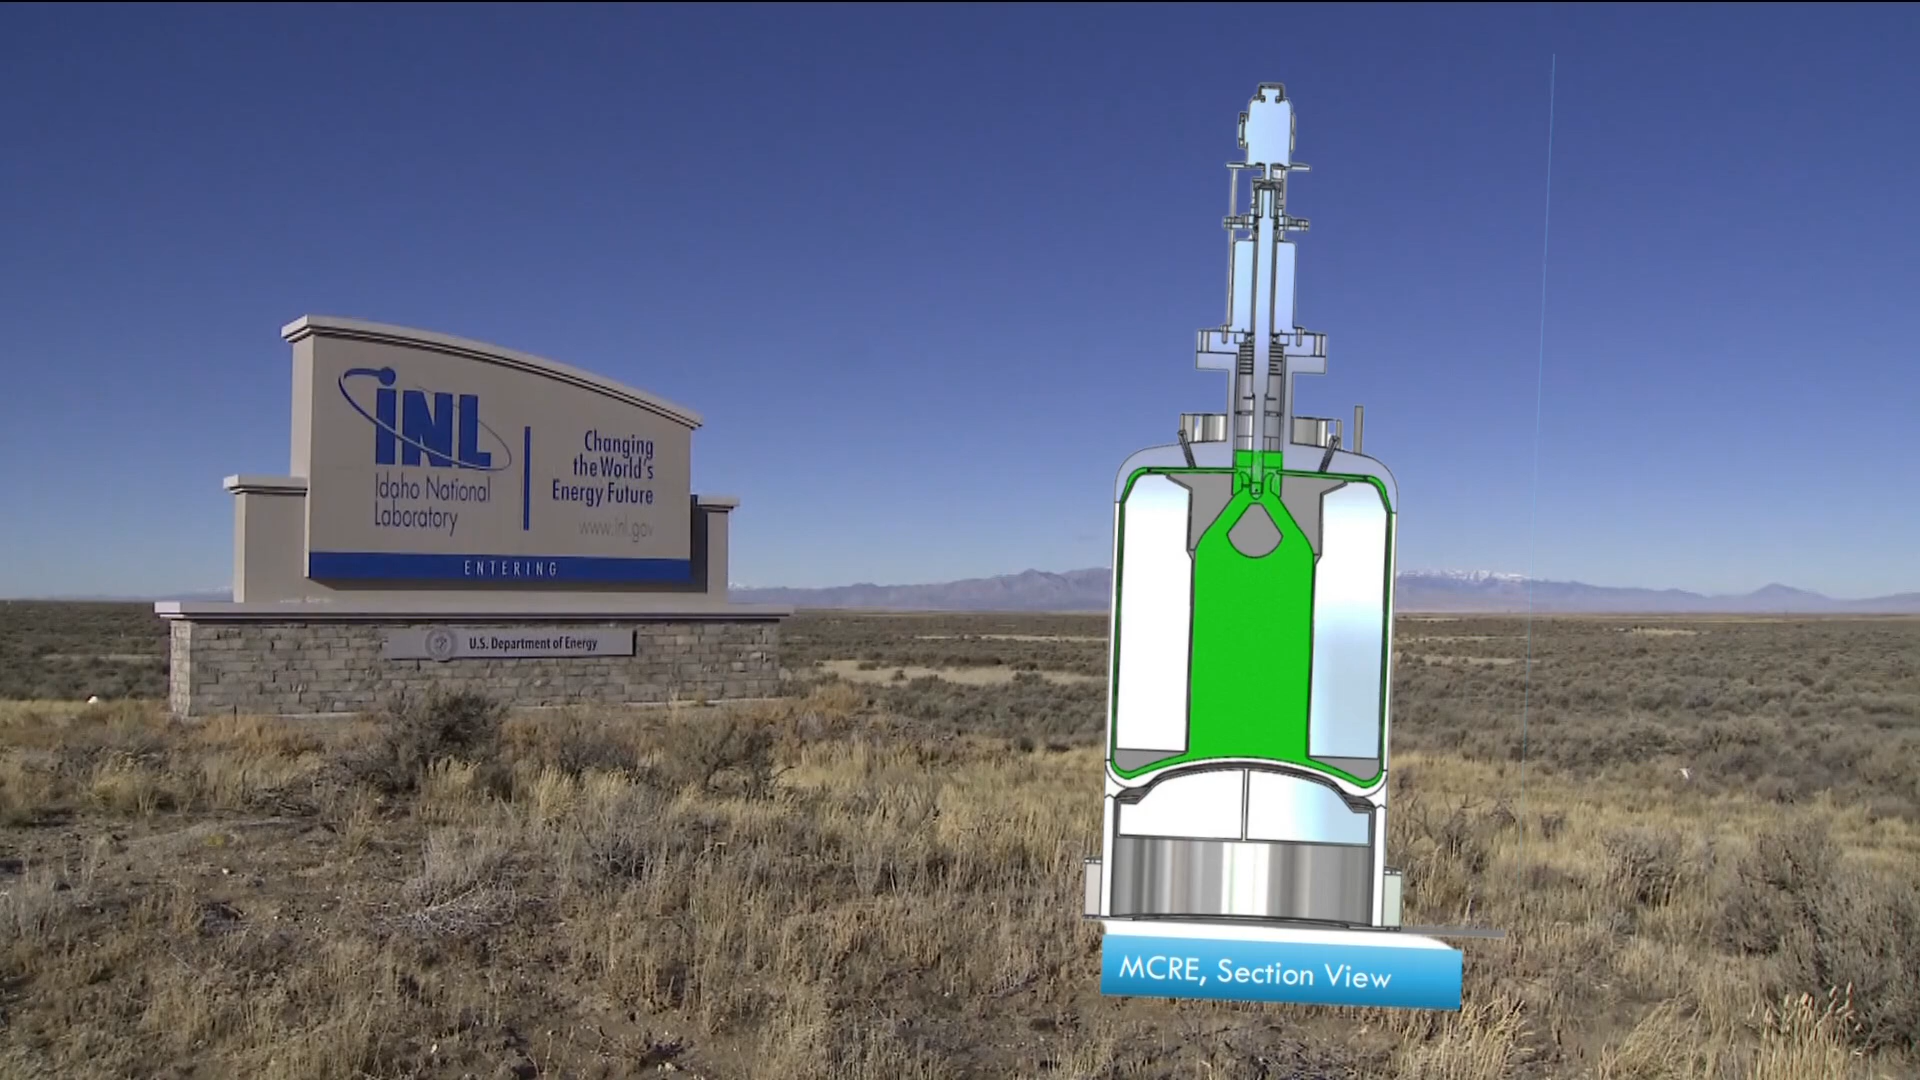 INL
Idaho National
Laboratory
Changing
the World's
Energy Future
www.inl.gov
ENTERING
U.S. Department of Energy
MCRE, Section View